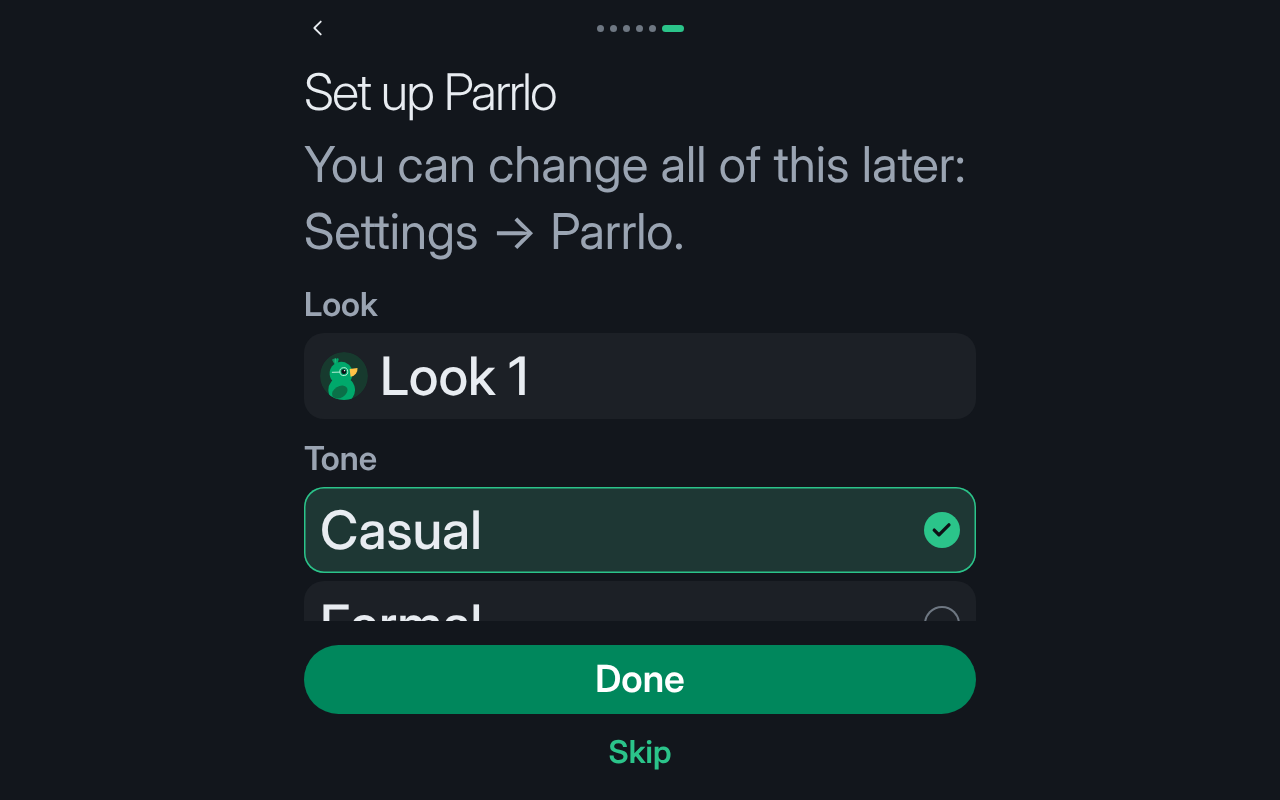 Set up Parrlo
You can change all of this later:
Settings → Parrlo.
Look
Look 1
Tone
Casual
Formal
Done
Skip